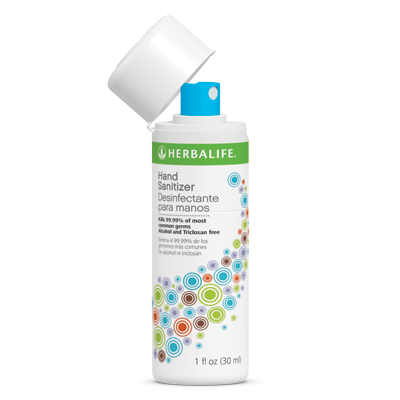 HERBALIFE
Hand
Sanitizer
Desinfectante
para manos
Kills 99.99% of most
common germs
Alcohol and Triclosan free
Elimina el 99.99% de los
gérmenes más comunes
Sin alcohol ni triclosán
1 fl oz (30 ml)